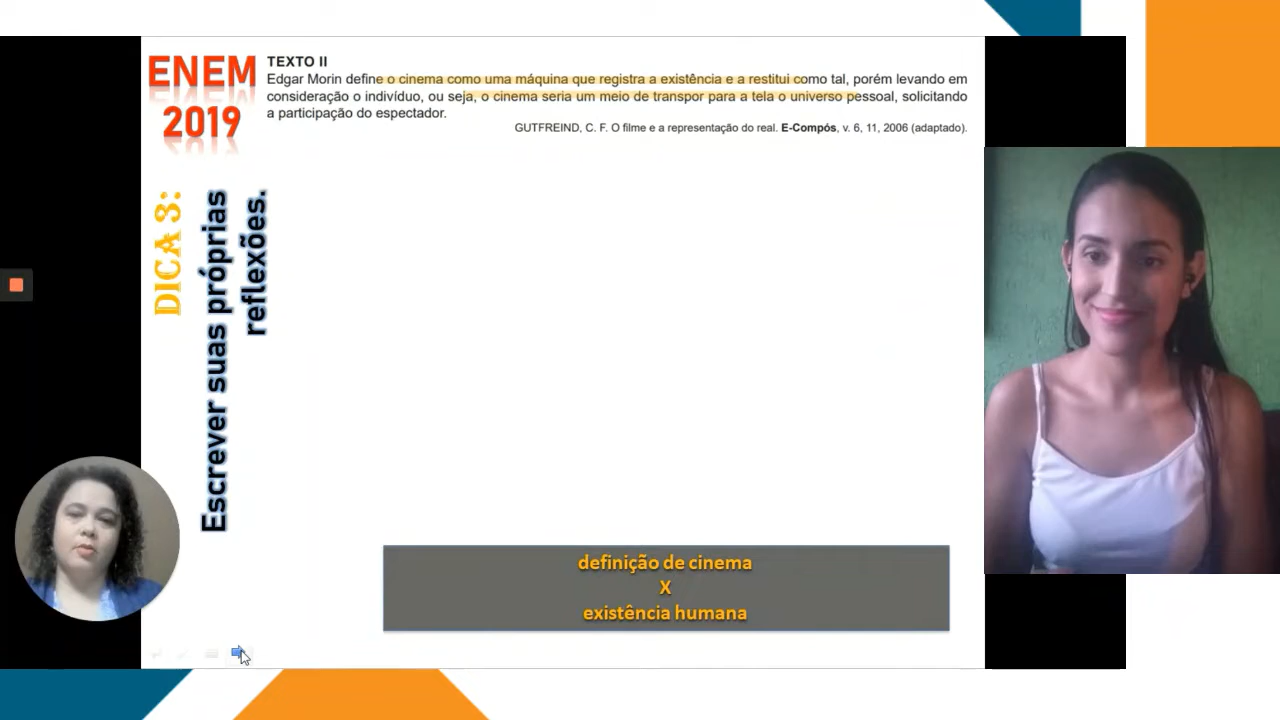 ENEM
2019
TEXTO II
Edgar Morin define o cinema como uma máquina que registra a existência e a restitui como tal, porém levando em
consideração o indivíduo, ou seja, o cinema seria um meio de transpor para a tela o universo pessoal, solicitando
a participação do espectador.
GUTFREIND, C. F. O filme e a representação do real. E-Compós, v. 6, 11, 2006 (adaptado).
DICA 3:
Escrever suas próprias
reflexões.
definição de cinema
X
existência humana